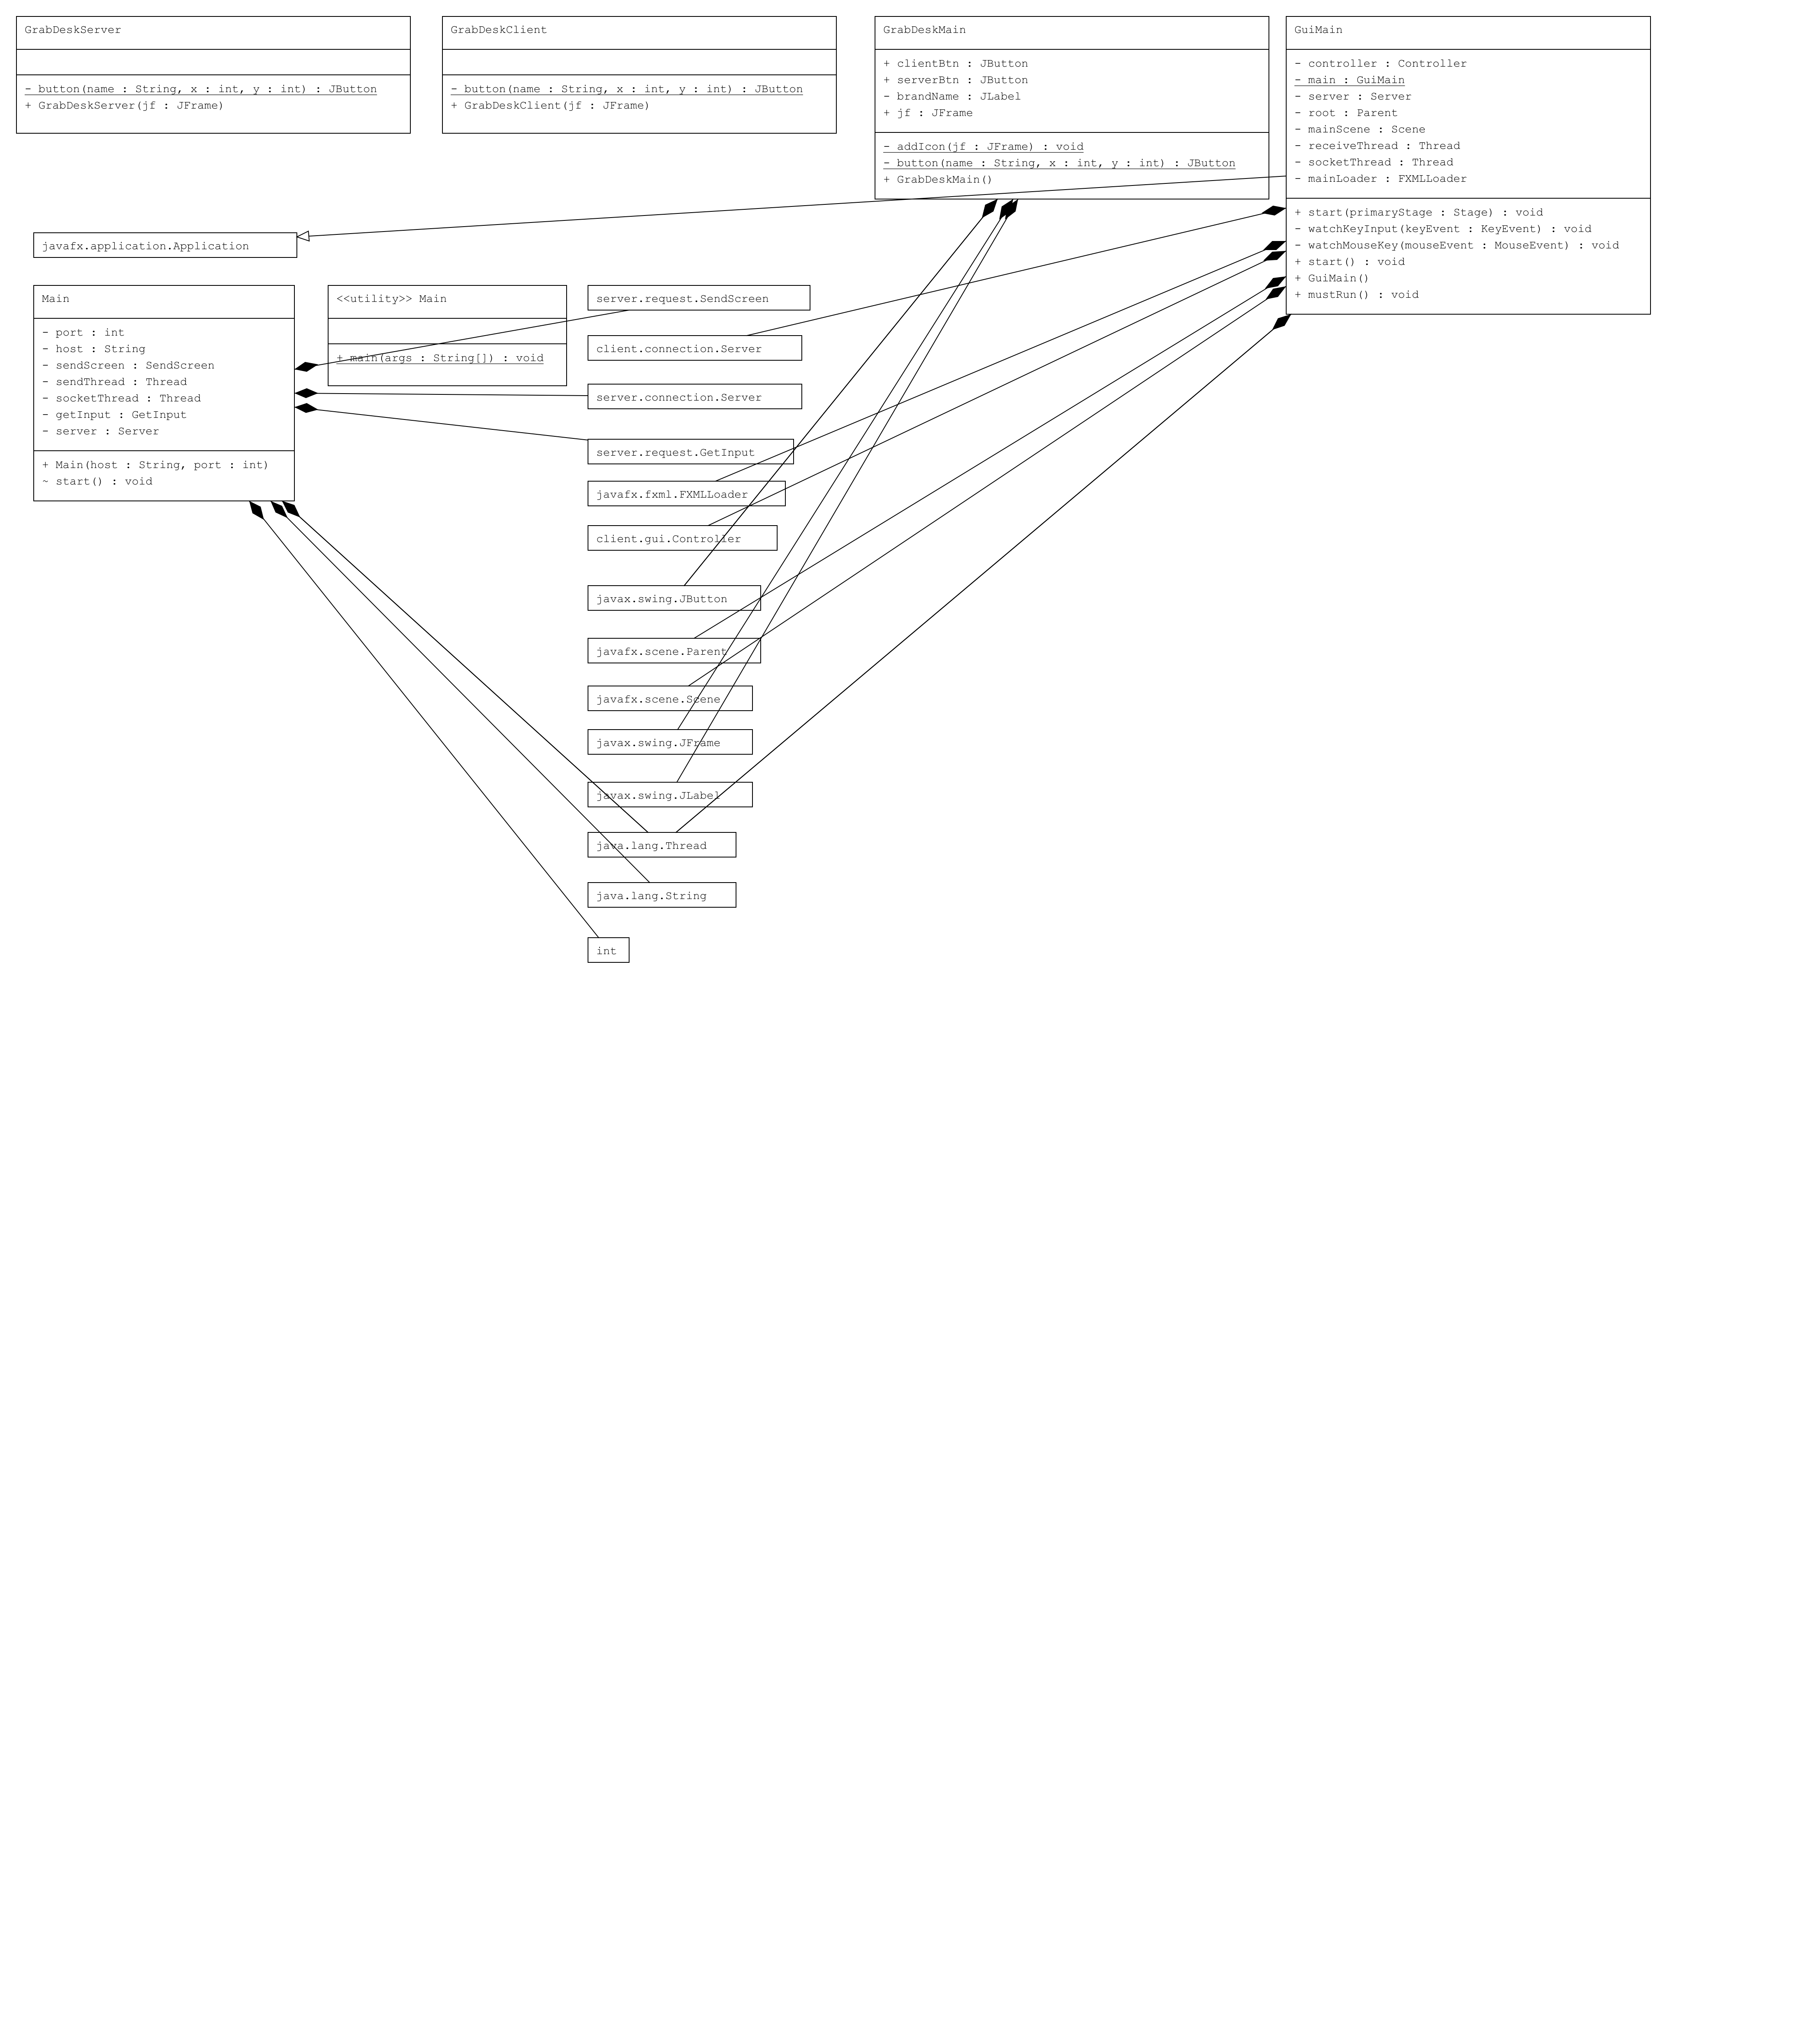 GrabDeskServer
- button(name : String, x : int, y : int) : JButton
+ GrabDeskServer(jf : JFrame)
GrabDeskClient
- button(name : String, x : int, y : int) : JButton
+ GrabDeskClient(jf : JFrame)
GrabDeskMain
+ clientBtn : JButton
+ serverBtn : JButton
- brandName : JLabel
+ jf : JFrame
- addIcon(jf : JFrame) : void
- button(name : String, x : int, y : int) : JButton
+ GrabDeskMain()
GuiMain
- controller : Controller
- main : GuiMain
- server : Server
- root : Parent
- mainScene : Scene
- receiveThread : Thread
- socketThread : Thread
- mainLoader : FXMLLoader
+ start(primaryStage : Stage) : void
- watchKeyInput(keyEvent : KeyEvent) : void
- watchMouseKey(mouseEvent : MouseEvent) : void
+ start() : void
+ GuiMain()
+ mustRun() : void
javafx.application.Application
Main
- port : int
- host : String
- sendScreen : SendScreen
- sendThread : Thread
- socketThread : Thread
- getInput : GetInput
- server : Server
+ Main(host : String, port : int)
~ start() : void
<<utility>> Main
+ main(args : String[]) : void
server.request.SendScreen
client.connection.Server
server.connection.Server
server.request.GetInput
javafx.fxml.FXMLLoader
client.gui.Controller
javax.swing.JButton
javafx.scene.Parent
javafx.scene.Scene
javax.swing.JFrame
javax.swing.JLabel
java.lang.Thread
java.lang.String
int